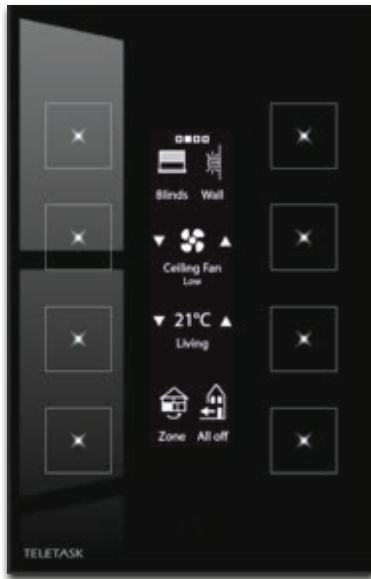 Blinds Wall
Ceiling Fan
Low
21°C
Living
Zone All off
TELETASK